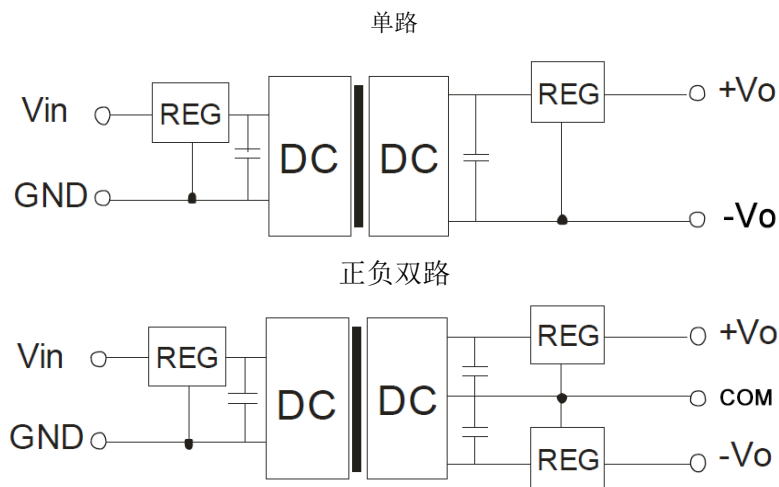 单路
Vin
REG
GND
DC
DC
REG
+Vo
-Vo
正负双路
Vin
REG
GND
DC
DC
REG
+Vo
COM
REG
-Vo